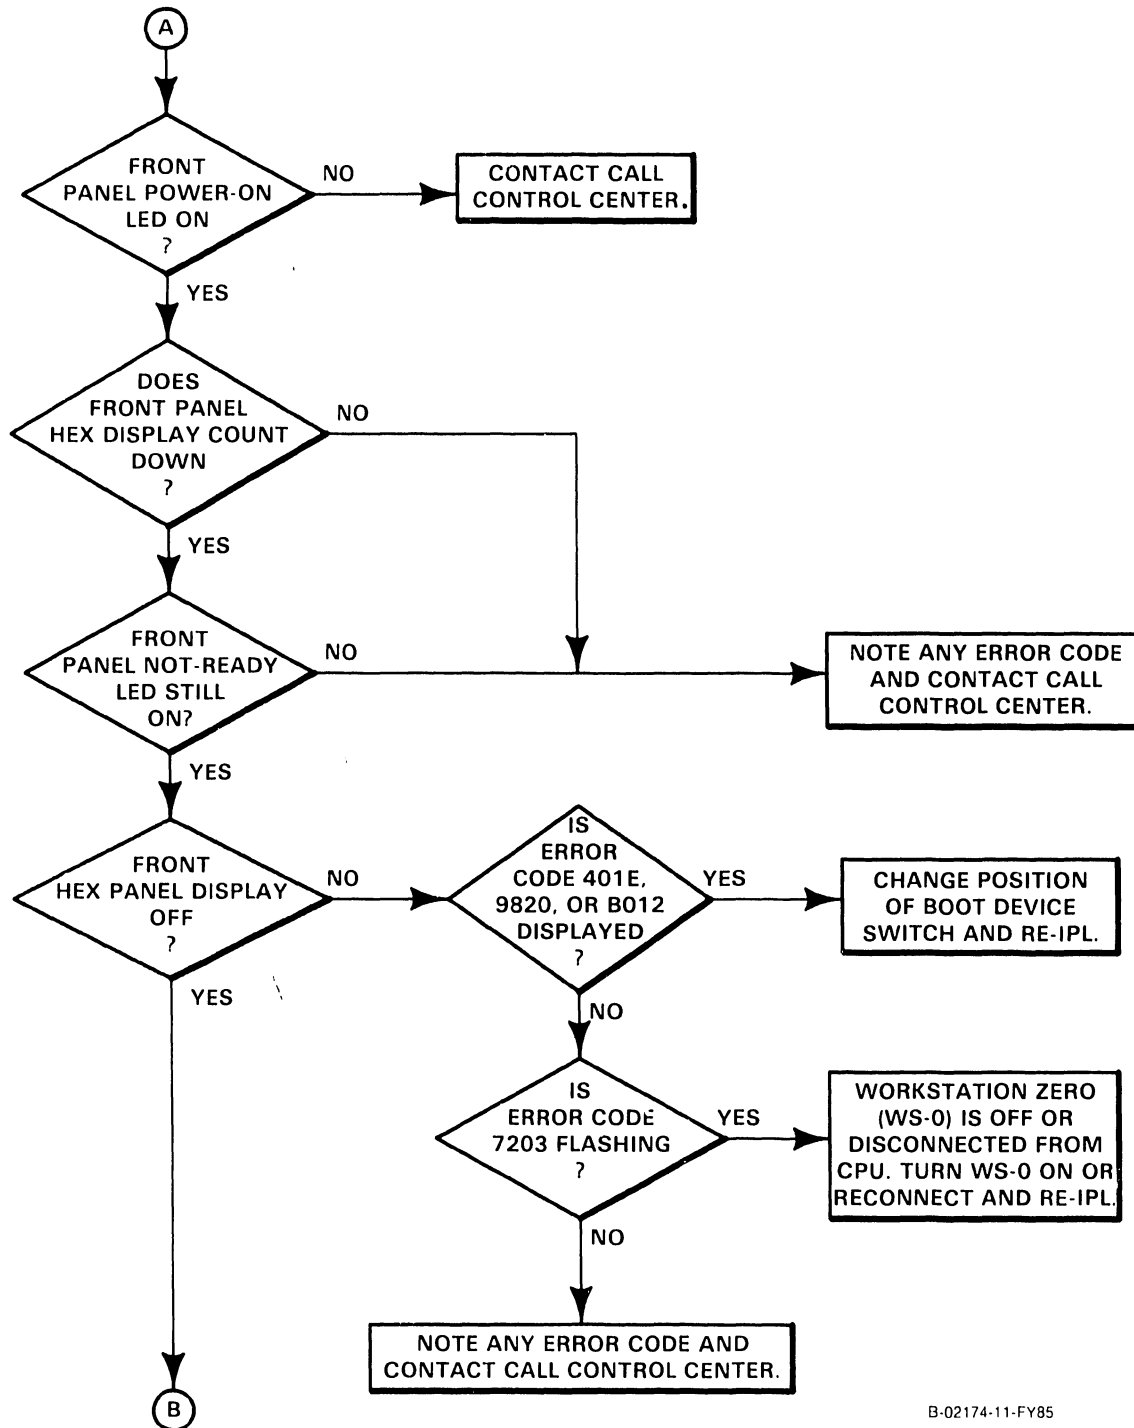 A
FRONT
PANEL POWER-ON
LED ON
?
NO
CONTACT CALL
CONTROL CENTER.
YES
DOES
FRONT PANEL
HEX DISPLAY COUNT
DOWN
?
NO
YES
FRONT
PANEL NOT-READY
LED STILL
ON?
NO
NOTE ANY ERROR CODE
AND CONTACT CALL
CONTROL CENTER.
YES
FRONT
HEX PANEL DISPLAY
OFF
?
NO
IS
ERROR
CODE 401E,
9820, OR B012
DISPLAYED
?
YES
CHANGE POSITION
OF BOOT DEVICE
SWITCH AND RE-IPL.
YES
NO
IS
ERROR CODE
7203 FLASHING
?
YES
WORKSTATION ZERO
(WS-0) IS OFF OR
DISCONNECTED FROM
CPU. TURN WS-0 ON OR
RECONNECT AND RE-IPL.
NO
NOTE ANY ERROR CODE AND
CONTACT CALL CONTROL CENTER.
B
B-02174-11-FY85